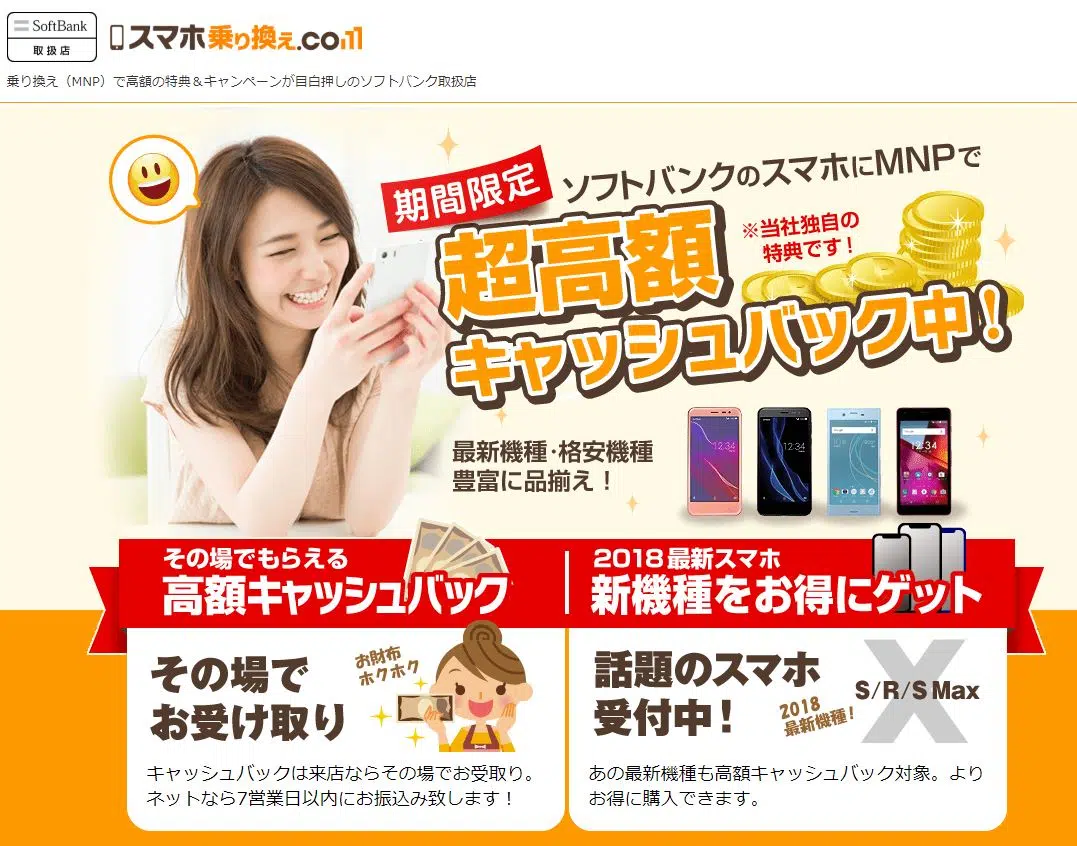 SoftBank
取扱店
スマホ乗り換え.com
乗り換え（MNP）で高額の特典＆キャンペーンが目白押しのソフトバンク取扱店
期間限定
ソフトバンクのスマホにMNPで
超高額
※当社独自の
特典です！
キャッシュバック中！
最新機種・格安機種
豊富に品揃え！
12:34
12:34
12:34
その場でもらえる
高額キャッシュバック
2018最新スマホ
新機種をお得にゲット
その場で
お受け取り
お財布
ホクホク
キャッシュバックは来店ならその場でお受取り。
ネットなら7営業日以内にお振込み致します！
話題のスマホ
受付中！
2018
最新機種！
X
S/R/S Max
あの最新機種も高額キャッシュバック対象。より
お得に購入できます。